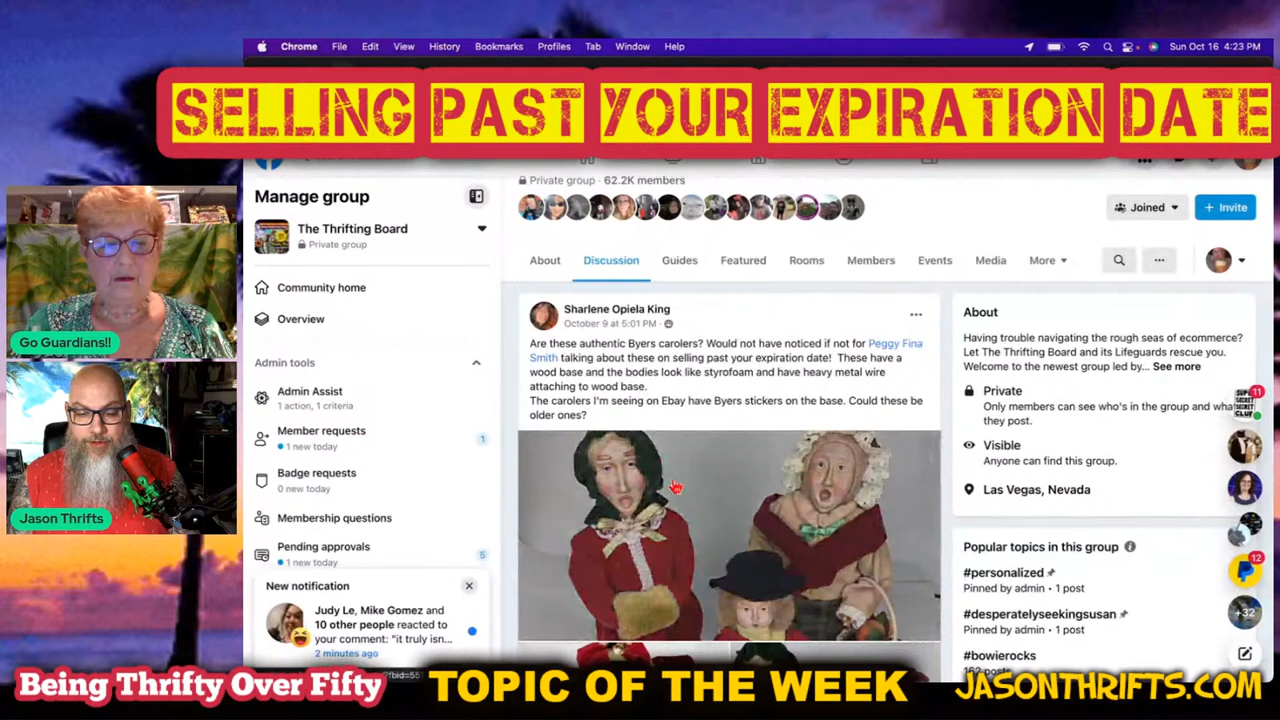 Chrome File Edit View History Bookmarks Profiles Tab Window Help Sun Oct 16 4:23 PM
SELLING PAST YOUR EXPIRATION DATE
Manage group
The Thrifting Board
Private group
Community home
Overview
Admin tools
Admin Assist
1 action, 1 criteria
Member requests 1
1 new today
Badge requests
0 new today
Membership questions
Pending approvals 5
1 new today
New notification
Judy Le, Mike Gomez and
10 other people reacted to
your comment: "it truly isn...
2 minutes ago
Private group · 62.2K members
Joined
+ Invite
About Discussion Guides Featured Rooms Members Events Media More
Sharlene Opiela King
October 9 at 5:01 PM
Are these authentic Byers carolers? Would not have noticed if not for Peggy Fina
Smith talking about these on selling past your expiration date! These have a
wood base and the bodies look like styrofoam and have heavy metal wire
attaching to wood base.
The carolers I'm seeing on Ebay have Byers stickers on the base. Could these be
older ones?
About
Having trouble navigating the rough seas of ecommerce?
Let The Thrifting Board and its Lifeguards rescue you.
Welcome to the newest group led by... See more
Private
Only members can see who's in the group and wha
they post.
Visible
Anyone can find this group.
Las Vegas, Nevada
Popular topics in this group
#personalized
Pinned by admin · 1 post
#desperatelyseekingsusan
Pinned by admin · 1 post
#bowierocks
11
12
+32
Go Guardians!!
Jason Thrifts
Being Thrifty Over Fifty
TOPIC OF THE WEEK
JASONTHRIFTS.COM